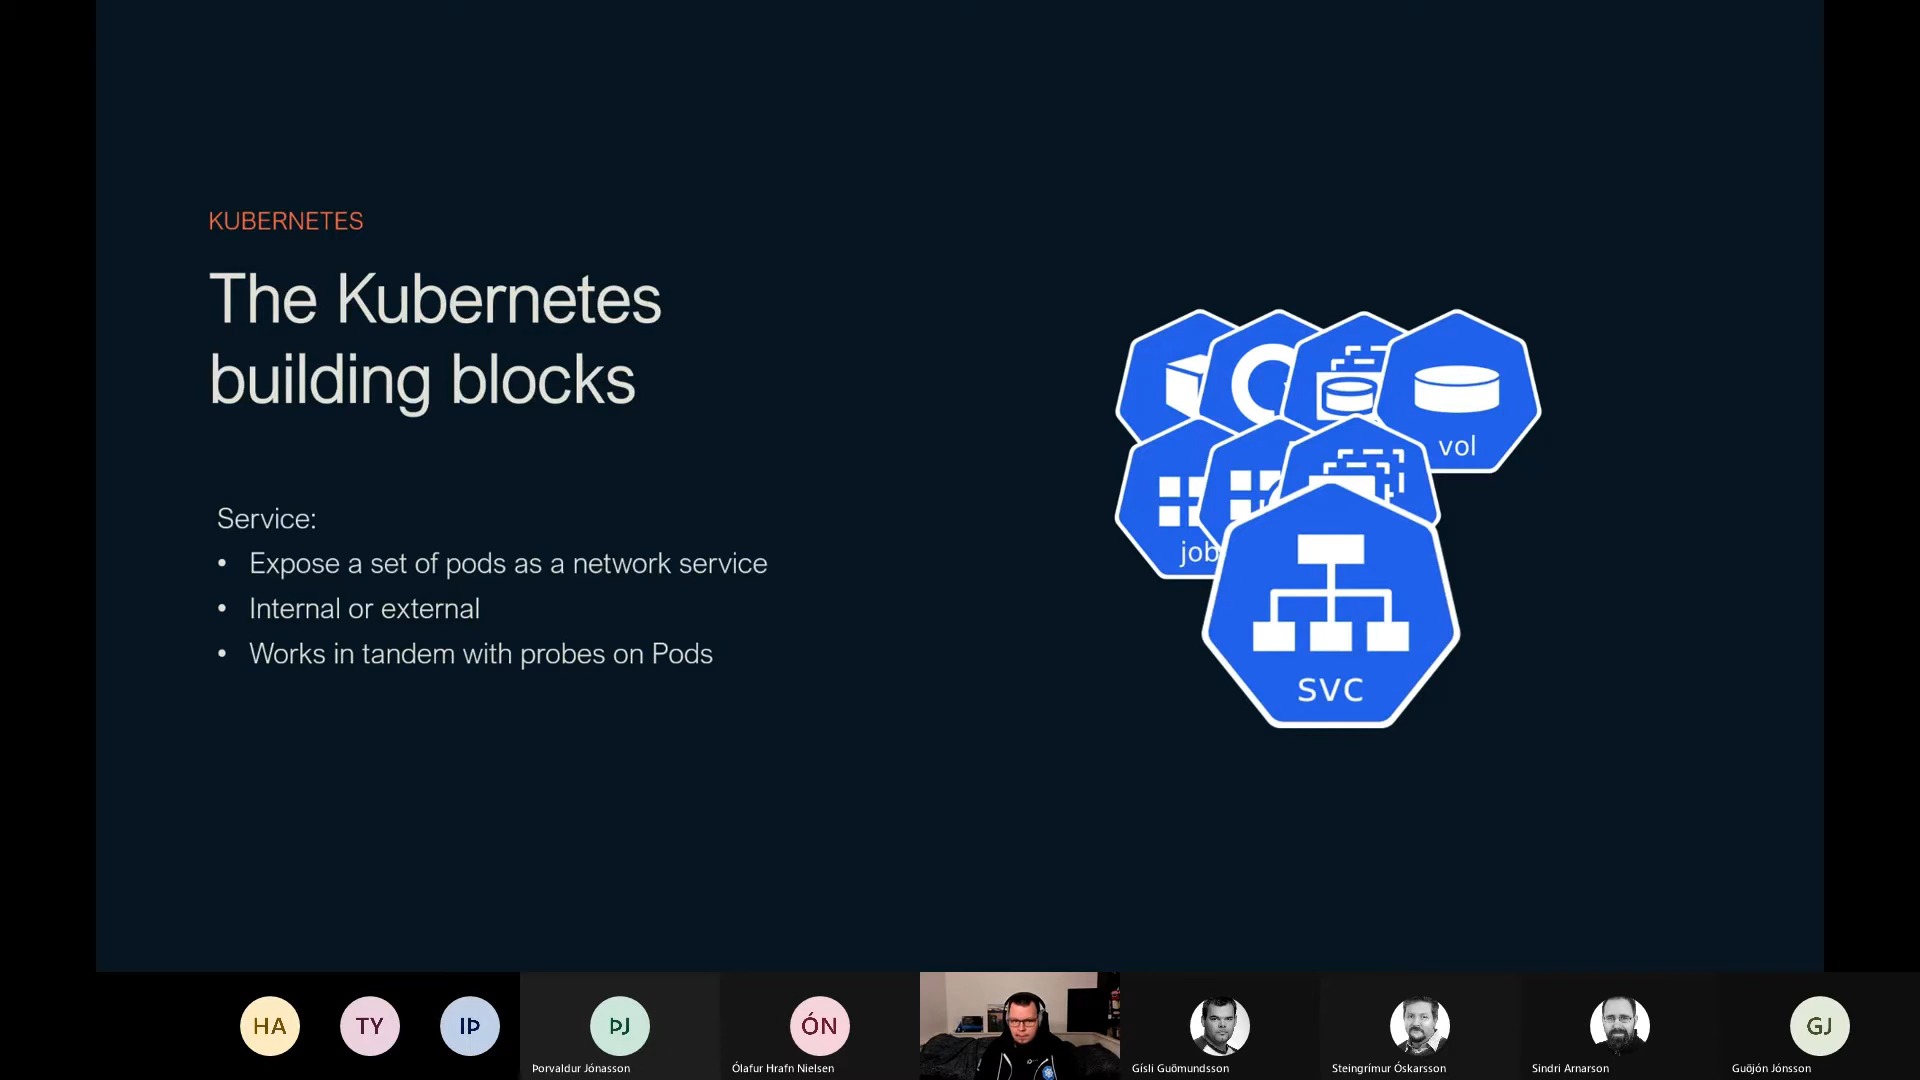 KUBERNETES
The Kubernetes
building blocks
Service:
• Expose a set of pods as a network service
• Internal or external
• Works in tandem with probes on Pods
vol
job
svc
HA
TY
IÞ
ÞJ
ÓN
GJ
Þorvaldur Jónasson
Ólafur Hrafn Nielsen
Gísli Guðmundsson
Steingrímur Óskarsson
Sindri Arnarson
Guðjón Jónsson